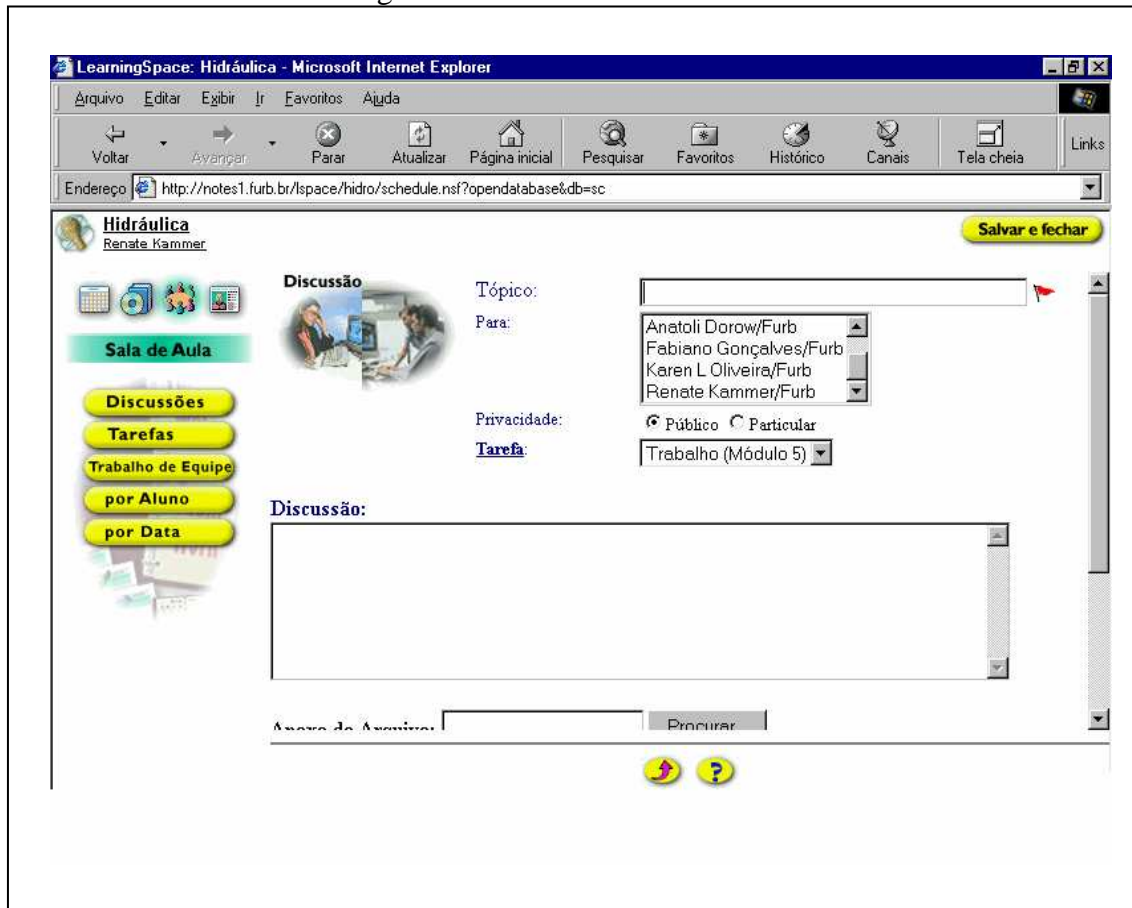 LearningSpace: Hidráulica - Microsoft Internet Explorer
Arquivo Editar Exibir Ir Favoritos Ajuda
Voltar Avançar Parar Atualizar Página inicial Pesquisar Favoritos Histórico Canais Tela cheia Links
Endereço http://notes1.furb.br/lspace/hidro/schedule.nsf?opendatabase&db=sc
Hidráulica
Renate Kammer
Salvar e fechar
Sala de Aula
Discussões
Tarefas
Trabalho de Equipe
por Aluno
por Data
Discussão
Tópico:
Para:
Anatoli Dorow/Furb
Fabiano Gonçalves/Furb
Karen L Oliveira/Furb
Renate Kammer/Furb
Privacidade: Público Particular
Tarefa: Trabalho (Módulo 5)
Discussão:
Anexo de Arquivo: Procurar...